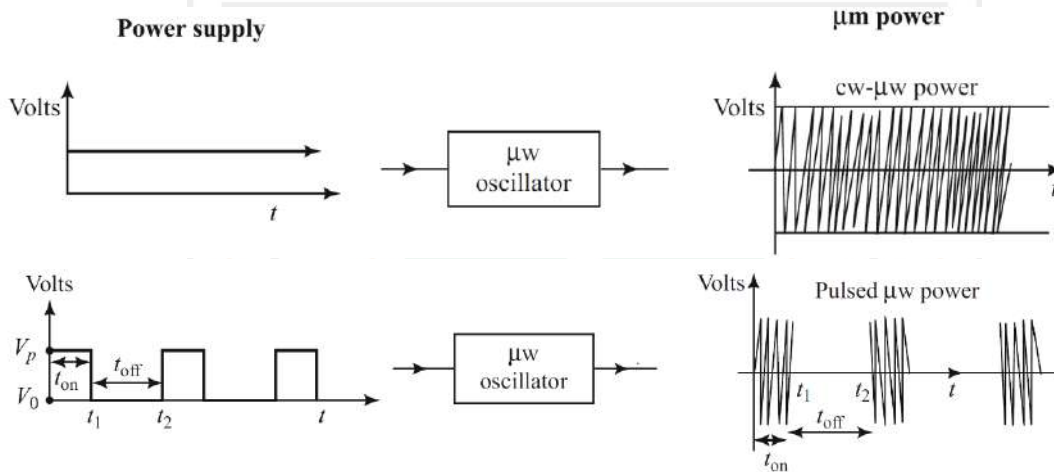 Power supply
μm power
Volts
t
μw
oscillator
Volts
cw-μw power
t
Volts
V_p
t_on
t_off
V_0
t_1
t_2
t
μw
oscillator
Volts
Pulsed μw power
t_1
t_2
t
t_off
t_on